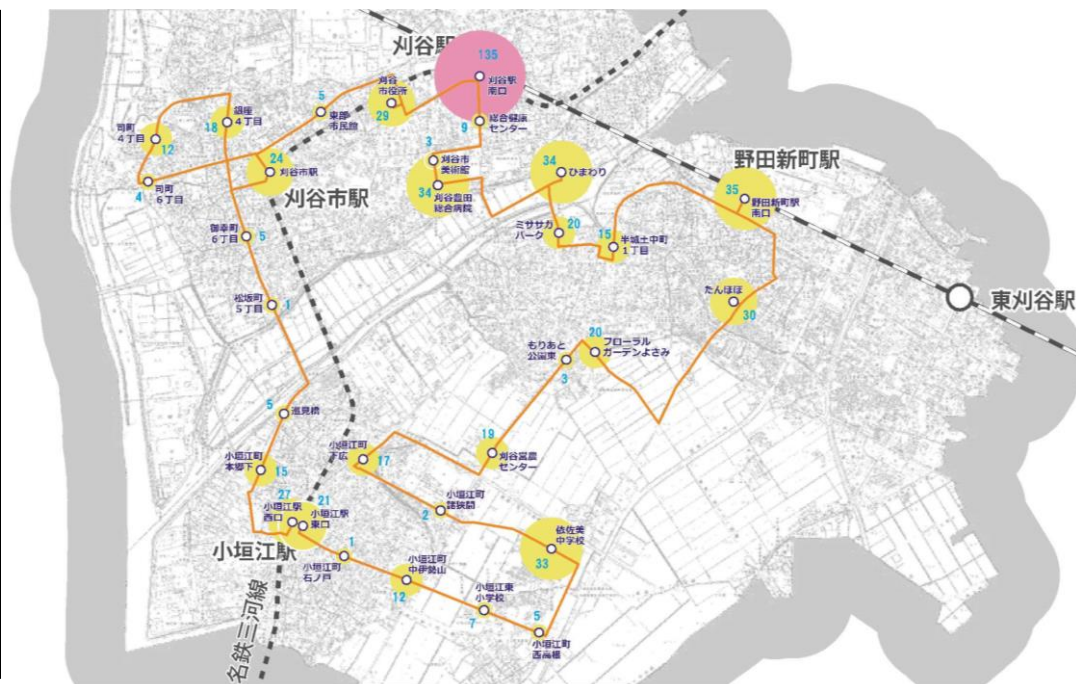 刈谷駅
135
刈谷駅
南口
刈谷
市役所
29
5
東部
市民館
銀座
4丁目
18
司町
4丁目
12
9
総合健康
センター
3
刈谷市
美術館
34
刈谷豊田
総合病院
34
ひまわり
野田新町駅
35
野田新町駅
南口
24
刈谷市駅
刈谷市駅
4
司町
6丁目
御幸町
6丁目
5
ミササガ
パーク
20
15
半城土中町
1丁目
松坂町
5丁目
1
たんぽぽ
30
東刈谷駅
20
フローラル
ガーデンよさみ
もりあと
公園東
3
5
逢見橋
小垣江町
本郷下
15
小垣江町
下広
17
19
刈谷営農
センター
27
小垣江駅
西口
21
小垣江駅
東口
小垣江駅
2
小垣江町
諸狭間
依佐美
中学校
33
1
小垣江町
石ノ戸
小垣江町
中伊勢山
12
小垣江東
小学校
7
5
小垣江町
西高根
名鉄三河線